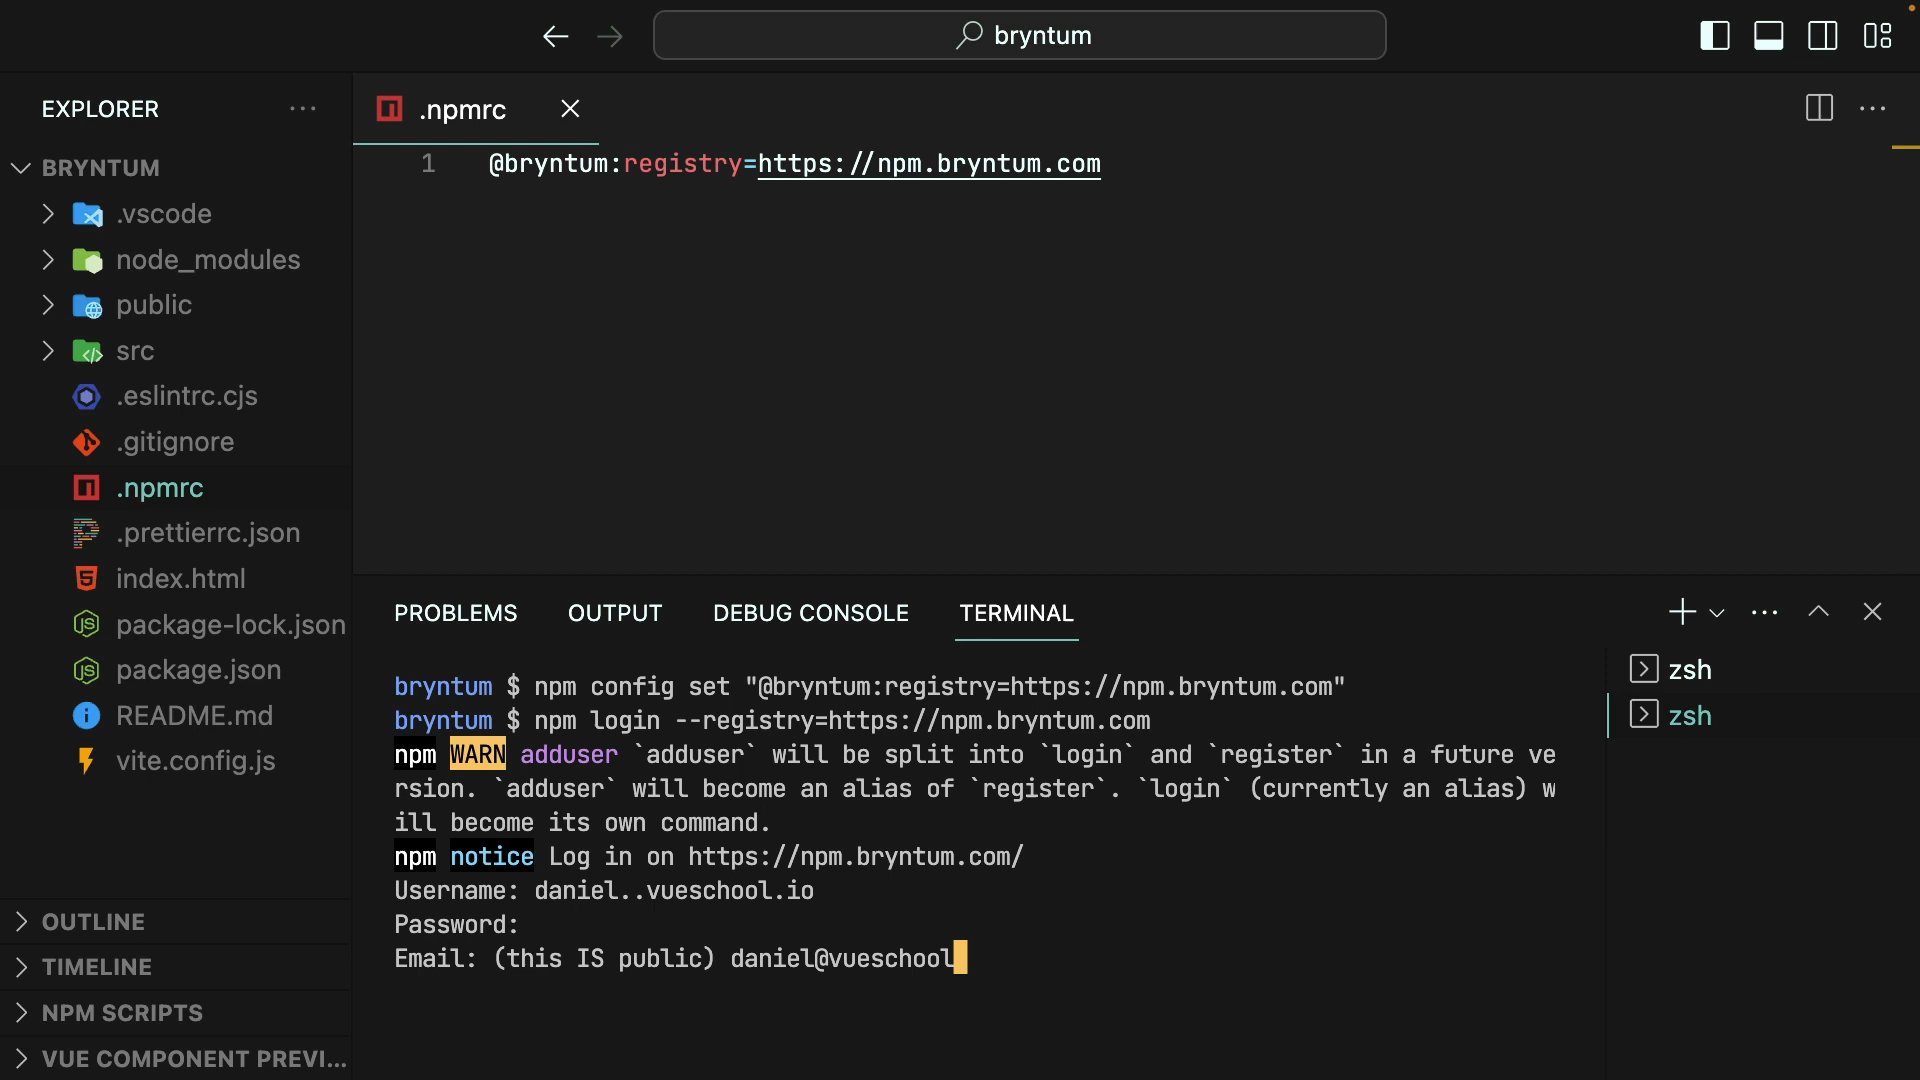 bryntum
EXPLORER
BRYNTUM
.vscode
node_modules
public
src
.eslintrc.cjs
.gitignore
.npmrc
.prettierrc.json
index.html
package-lock.json
package.json
README.md
vite.config.js
OUTLINE
TIMELINE
NPM SCRIPTS
VUE COMPONENT PREVI...
.npmrc
1 @bryntum:registry=https://npm.bryntum.com
PROBLEMS OUTPUT DEBUG CONSOLE TERMINAL
bryntum $ npm config set "@bryntum:registry=https://npm.bryntum.com"
bryntum $ npm login --registry=https://npm.bryntum.com
npm WARN adduser `adduser` will be split into `login` and `register` in a future ve
rsion. `adduser` will become an alias of `register`. `login` (currently an alias) w
ill become its own command.
npm notice Log in on https://npm.bryntum.com/
Username: daniel..vueschool.io
Password:
Email: (this IS public) daniel@vueschool
zsh
zsh